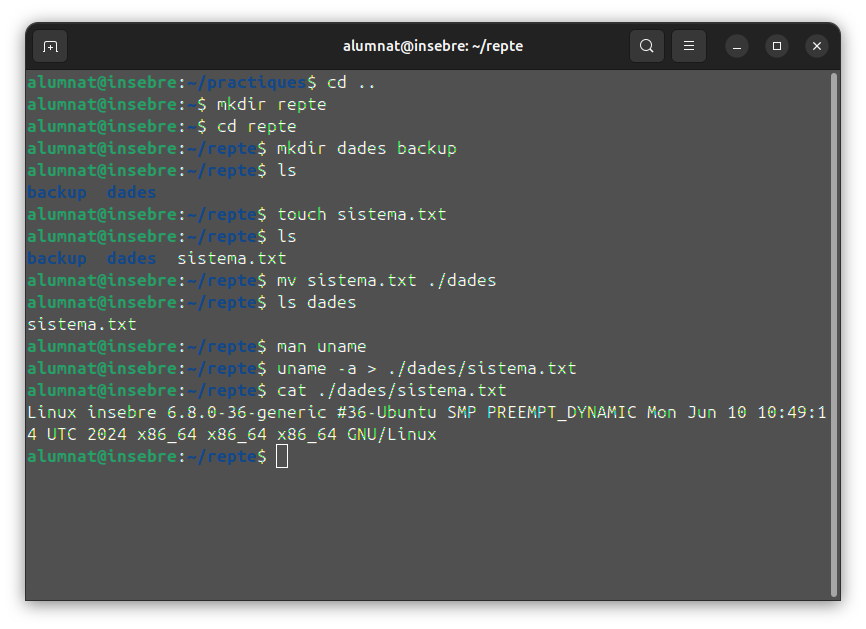 alumnat@insebre: ~/repte
alumnat@insebre:~/practiques$ cd ..
alumnat@insebre:~$ mkdir repte
alumnat@insebre:~$ cd repte
alumnat@insebre:~/repte$ mkdir dades backup
alumnat@insebre:~/repte$ ls
backup  dades
alumnat@insebre:~/repte$ touch sistema.txt
alumnat@insebre:~/repte$ ls
backup  dades  sistema.txt
alumnat@insebre:~/repte$ mv sistema.txt ./dades
alumnat@insebre:~/repte$ ls dades
sistema.txt
alumnat@insebre:~/repte$ man uname
alumnat@insebre:~/repte$ uname -a > ./dades/sistema.txt
alumnat@insebre:~/repte$ cat ./dades/sistema.txt
Linux insebre 6.8.0-36-generic #36-Ubuntu SMP PREEMPT_DYNAMIC Mon Jun 10 10:49:1
4 UTC 2024 x86_64 x86_64 x86_64 GNU/Linux
alumnat@insebre:~/repte$